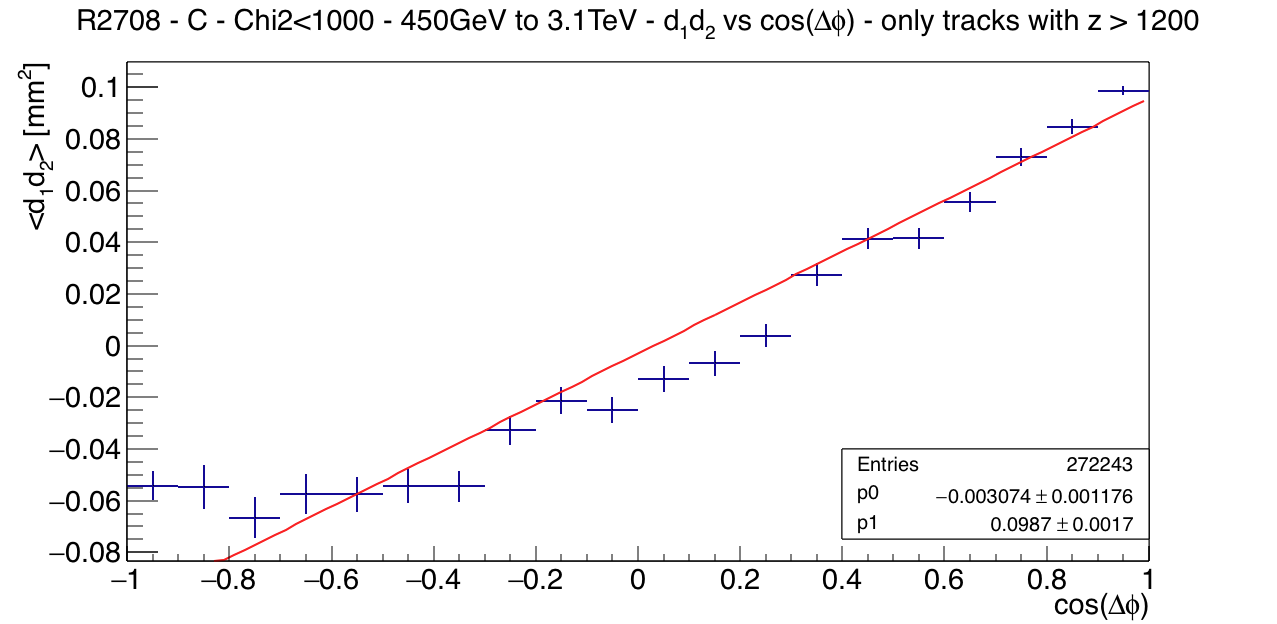 R2708 - C - Chi2<1000 - 450GeV to 3.1TeV - d₁d₂ vs cos(Δϕ) - only tracks with z > 1200
<d₁d₂> [mm²]
0.1
0.08
0.06
0.04
0.02
0
−0.02
−0.04
−0.06
−0.08
Entries 272243
p0 −0.003074 ± 0.001176
p1 0.0987 ± 0.0017
−1 −0.8 −0.6 −0.4 −0.2 0 0.2 0.4 0.6 0.8 1
cos(Δϕ)